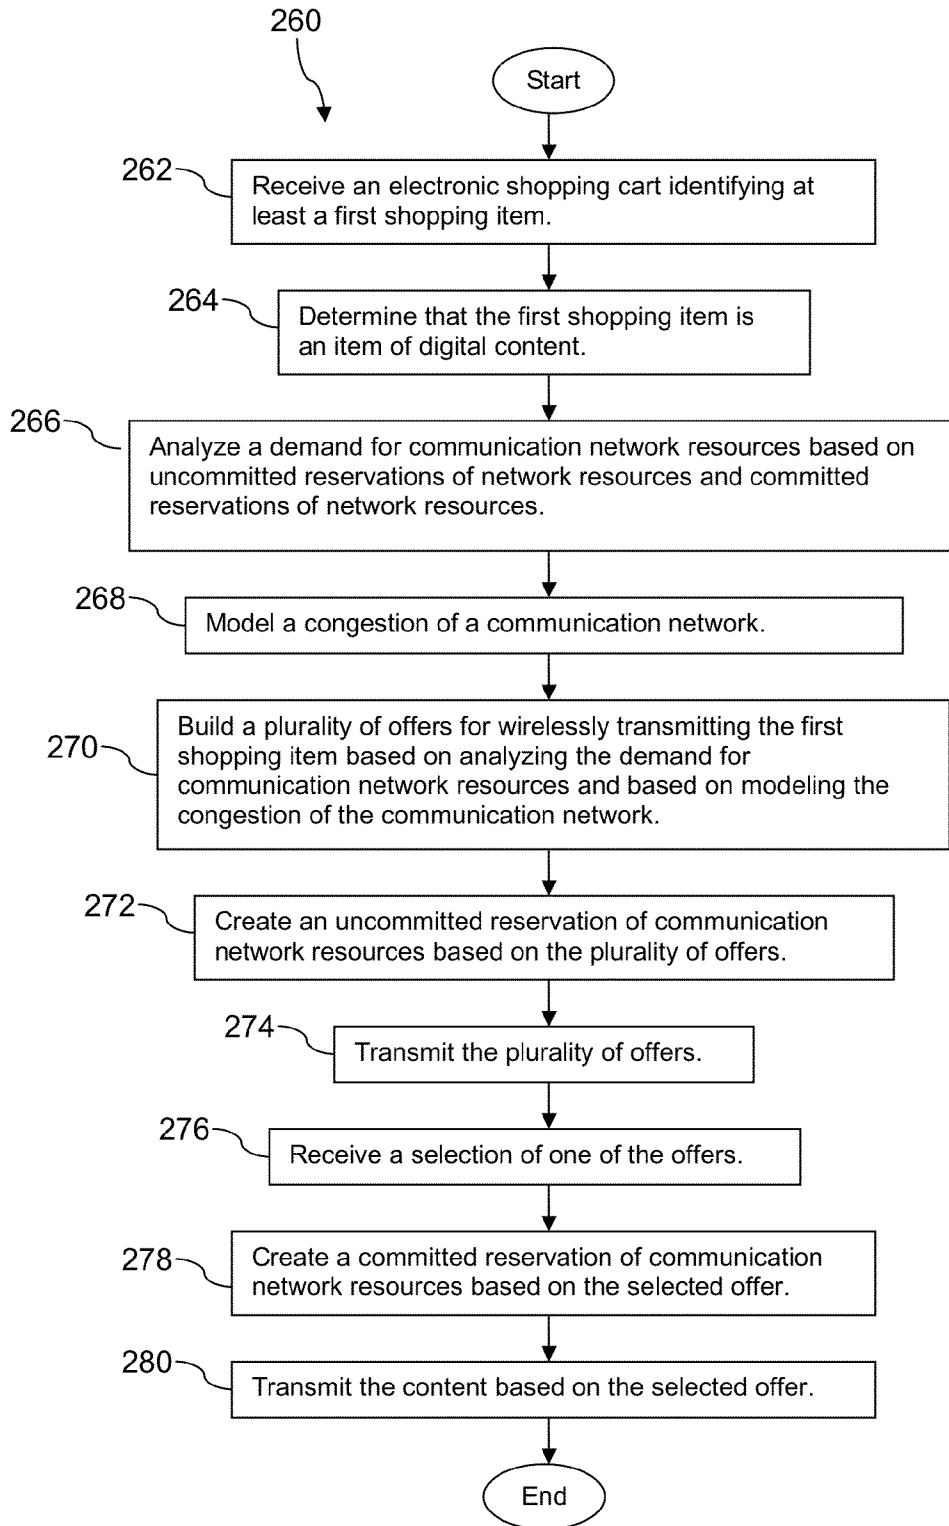 260
Start
262
Receive an electronic shopping cart identifying at
least a first shopping item.
264
Determine that the first shopping item is
an item of digital content.
266
Analyze a demand for communication network resources based on
uncommitted reservations of network resources and committed
reservations of network resources.
268
Model a congestion of a communication network.
270
Build a plurality of offers for wirelessly transmitting the first
shopping item based on analyzing the demand for
communication network resources and based on modeling the
congestion of the communication network.
272
Create an uncommitted reservation of communication
network resources based on the plurality of offers.
274
Transmit the plurality of offers.
276
Receive a selection of one of the offers.
278
Create a committed reservation of communication
network resources based on the selected offer.
280
Transmit the content based on the selected offer.
End